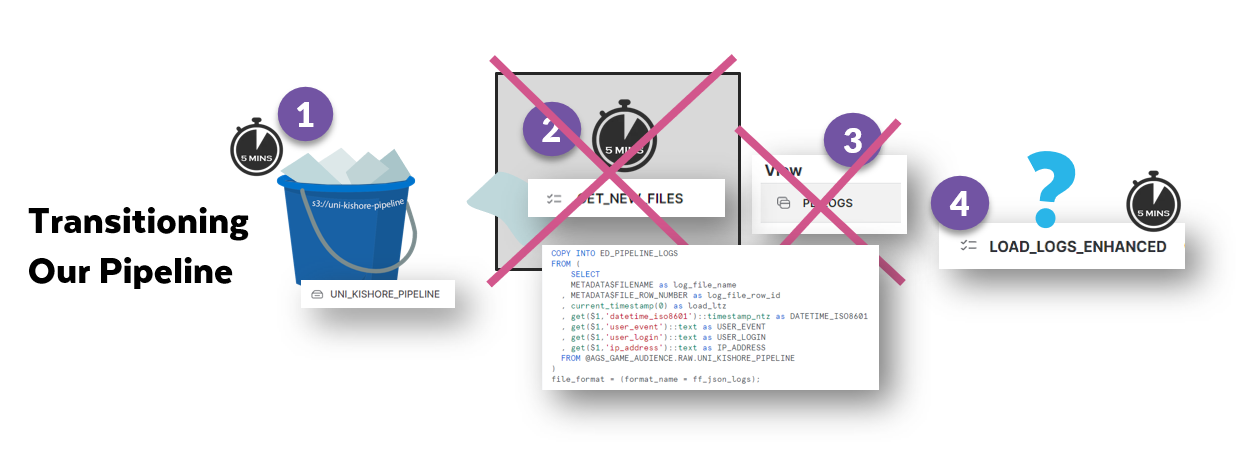 Transitioning
Our Pipeline
1
5 MINS
s3://uni-kishore-pipeline
UNI_KISHORE_PIPELINE
2
5 MINS
GET_NEW_FILES
3
View
LOGS
COPY INTO ED_PIPELINE_LOGS
FROM (
SELECT
METADATA$FILENAME as log_file_name
, METADATA$FILE_ROW_NUMBER as log_file_row_id
, current_timestamp(0) as load_ltz
, get($1,'datetime_iso8601')::timestamp_ntz as DATETIME_ISO8601
, get($1,'user_event')::text as USER_EVENT
, get($1,'user_login')::text as USER_LOGIN
, get($1,'ip_address')::text as IP_ADDRESS
FROM @AGS_GAME_AUDIENCE.RAW.UNI_KISHORE_PIPELINE
)
file_format = (format_name = ff_json_logs);
4
?
5 MINS
LOAD_LOGS_ENHANCED